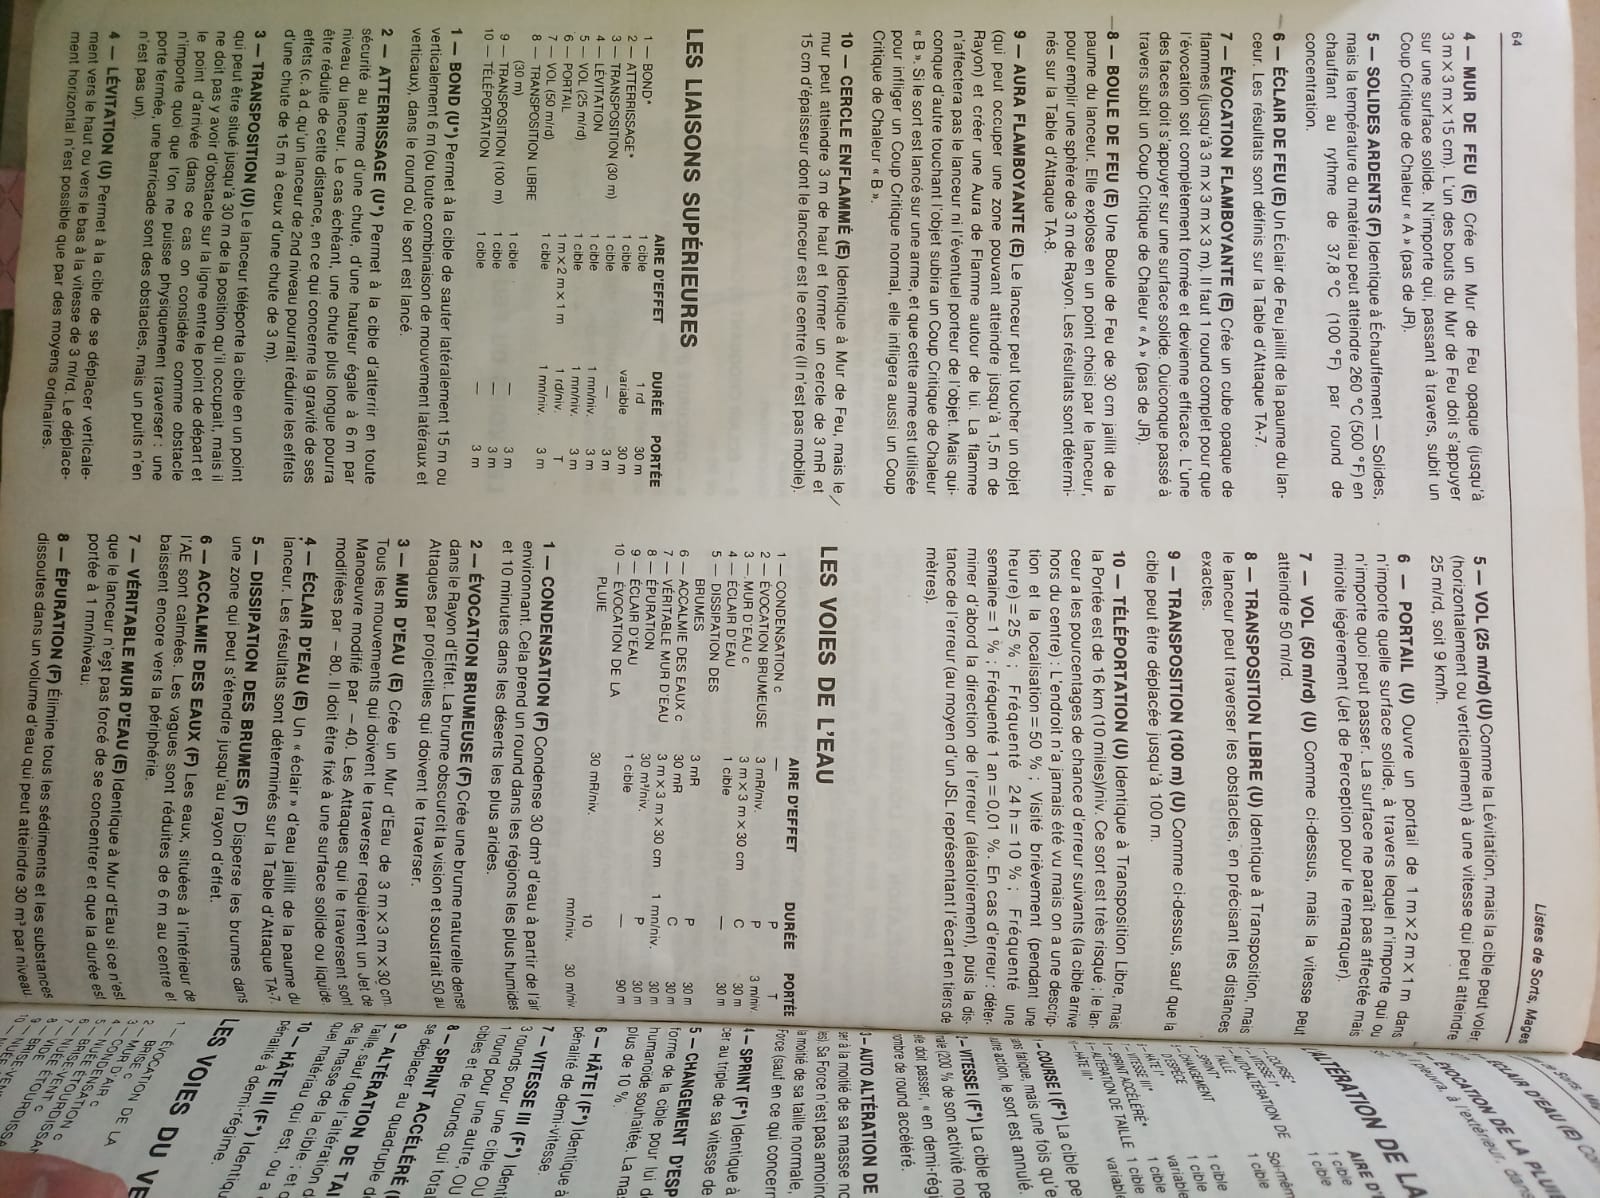 64
Listes de Sorts, Mages
4 — MUR DE FEU (E) Crée un Mur de Feu opaque (jusqu'à
3 m × 3 m × 15 cm). L'un des bouts du Mur de Feu doit s'appuyer
sur une surface solide. N'importe qui, passant à travers, subit un
Coup Critique de Chaleur « A » (pas de JR).
5 — SOLIDES ARDENTS (F) Identique à Échauffement — Solides,
mais la température du matériau peut atteindre 260 °C (500 °F) en
chauffant au rythme de 37,8 °C (100 °F) par round de
concentration.
6 — ÉCLAIR DE FEU (E) Un Éclair de Feu jaillit de la paume du lan-
ceur. Les résultats sont définis sur la Table d'Attaque TA-7.
7 — ÉVOCATION FLAMBOYANTE (E) Crée un cube opaque de
flammes (jusqu'à 3 m × 3 m × 3 m). Il faut 1 round complet pour que
l'évocation soit complètement formée et devienne efficace. L'une
des faces doit s'appuyer sur une surface solide. Quiconque passé à
travers subit un Coup Critique de Chaleur « A » (pas de JR).
8 — BOULE DE FEU (E) Une Boule de Feu de 30 cm jaillit de la
paume du lanceur. Elle explose en un point choisi par le lanceur,
pour emplir une sphère de 3 m de Rayon. Les résultats sont détermi-
nés sur la Table d'Attaque TA-8.
9 — AURA FLAMBOYANTE (E) Le lanceur peut toucher un objet
(qui peut occuper une zone pouvant atteindre jusqu'à 1,5 m de
Rayon) et créer une Aura de Flamme autour de lui. La flamme
n'affectera pas le lanceur ni l'éventuel porteur de l'objet. Mais qui-
conque d'autre touchant l'objet subira un Coup Critique de Chaleur
« B ». Si le sort est lancé sur une arme, et que cette arme est utilisée
pour infliger un Coup Critique normal, elle infligera aussi un Coup
Critique de Chaleur « B ».
10 — CERCLE ENFLAMMÉ (E) Identique à Mur de Feu, mais le
mur peut atteindre 3 m de haut et former un cercle de 3 mR et
15 cm d'épaisseur dont le lanceur est le centre (Il n'est pas mobile).
LES LIAISONS SUPÉRIEURES
AIRE D'EFFET DURÉE PORTÉE
1 — BOND* 1 cible 1 rd 30 m
2 — ATTERRISSAGE* 1 cible variable 30 m
3 — TRANSPOSITION (30 m) 1 cible — 3 m
4 — LÉVITATION 1 cible 1 mn/niv. 3 m
5 — VOL (25 m/rd) 1 cible 1 mn/niv. 3 m
6 — PORTAIL 1 m × 2 m × 1 m 1 rd/niv. T
7 — VOL (50 m/rd) 1 cible 1 mn/niv. 3 m
8 — TRANSPOSITION LIBRE
(30 m) 1 cible — 3 m
9 — TRANSPOSITION (100 m) 1 cible — 3 m
10 — TÉLÉPORTATION 1 cible — 3 m
1 — BOND (U*) Permet à la cible de sauter latéralement 15 m ou
verticalement 6 m (ou toute combinaison de mouvement latéraux et
verticaux), dans le round où le sort est lancé.
2 — ATTERRISSAGE (U*) Permet à la cible d'atterrir en toute
sécurité au terme d'une chute, d'une hauteur égale à 6 m par
niveau du lanceur. Le cas échéant, une chute plus longue pourra
être réduite de cette distance, en ce qui concerne la gravité de ses
effets (c. à d. qu'un lanceur de 2nd niveau pourrait réduire les effets
d'une chute de 15 m à ceux d'une chute de 3 m).
3 — TRANSPOSITION (U) Le lanceur téléporte la cible en un point
qui peut être situé jusqu'à 30 m de la position qu'il occupait, mais il
ne doit pas y avoir d'obstacle sur la ligne entre le point de départ et
le point d'arrivée (dans ce cas on considère comme obstacle
n'importe quoi que l'on ne puisse physiquement traverser : une
porte fermée, une barricade sont des obstacles, mais un puits n'en
n'est pas un).
4 — LÉVITATION (U) Permet à la cible de se déplacer verticale-
ment vers le haut ou vers le bas à la vitesse de 3 m/rd. Le déplace-
ment horizontal n'est possible que par des moyens ordinaires.
5 — VOL (25 m/rd) (U) Comme la Lévitation, mais la cible peut voler
(horizontalement ou verticalement) à une vitesse qui peut atteindre
25 m/rd, soit 9 km/h.
6 — PORTAIL (U) Ouvre un portail de 1 m × 2 m × 1 m dans
n'importe quelle surface solide, à travers lequel n'importe qui ou
n'importe quoi peut passer. La surface ne paraît pas affectée mais
miroite légèrement (Jet de Perception pour le remarquer).
7 — VOL (50 m/rd) (U) Comme ci-dessus, mais la vitesse peut
atteindre 50 m/rd.
8 — TRANSPOSITION LIBRE (U) Identique à Transposition, mais
le lanceur peut traverser les obstacles, en précisant les distances
exactes.
9 — TRANSPOSITION (100 m) (U) Comme ci-dessus, sauf que la
cible peut être déplacée jusqu'à 100 m.
10 — TÉLÉPORTATION (U) Identique à Transposition Libre, mais
la Portée est de 16 km (10 miles)/niv. Ce sort est très risqué ; le lan-
ceur a les pourcentages de chance d'erreur suivants (la cible arrive
hors du centre) : L'endroit n'a jamais été vu mais on a une descrip-
tion et la localisation = 50 % ; Visité brièvement (pendant une
heure) = 25 % ; Fréquenté 24 h = 10 % ; Fréquenté une
semaine = 1 % ; Fréquenté 1 an = 0,01 %. En cas d'erreur : déter-
miner d'abord la direction de l'erreur (aléatoirement), puis la dis-
tance de l'erreur (au moyen d'un JSL représentant l'écart en tiers de
mètres).
LES VOIES DE L'EAU
AIRE D'EFFET DURÉE PORTÉE
1 — CONDENSATION c — P T
2 — ÉVOCATION BRUMEUSE 3 mR/niv. P 3 m/niv.
3 — MUR D'EAU c 3 m × 3 m × 30 cm C 30 m
4 — ÉCLAIR D'EAU 1 cible — 30 m
5 — DISSIPATION DES
BRUMES 3 mR P 30 m
6 — ACCALMIE DES EAUX c 30 mR C 30 m
7 — VÉRITABLE MUR D'EAU 3 m × 3 m × 30 cm 1 mn/niv. 30 m
8 — ÉPURATION 30 m³/niv. P 30 m
9 — ÉCLAIR D'EAU 1 cible — 90 m
10 — ÉVOCATION DE LA
PLUIE 30 mR/niv. 10
mn/niv. 30 m/niv
1 — CONDENSATION (F) Condense 30 dm³ d'eau à partir de l'air
environnant. Cela prend un round dans les régions les plus humides
et 10 minutes dans les déserts les plus arides.
2 — ÉVOCATION BRUMEUSE (F) Crée une brume naturelle dense
dans le Rayon d'Effet. La brume obscurcit la vision et soustrait 50 au
Attaques par projectiles qui doivent le traverser.
3 — MUR D'EAU (E) Crée un Mur d'Eau de 3 m × 3 m × 30 cm.
Tous les mouvements qui doivent le traverser requièrent un Jet de
Manoeuvre modifié par — 40. Les Attaques qui le traversent sont
modifiées par — 80. Il doit être fixé à une surface solide ou liquide.
4 — ÉCLAIR D'EAU (E) Un « éclair » d'eau jaillit de la paume du
lanceur. Les résultats sont déterminés sur la Table d'Attaque TA-7.
5 — DISSIPATION DES BRUMES (F) Disperse les brumes dans
une zone qui peut s'étendre jusqu'au rayon d'effet.
6 — ACCALMIE DES EAUX (F) Les eaux, situées à l'intérieur de
l'AE sont calmées. Les vagues sont réduites de 6 m au centre et
baissent encore vers la périphérie.
7 — VÉRITABLE MUR D'EAU (E) Identique à Mur d'Eau si ce n'est
que le lanceur n'est pas forcé de se concentrer et que la durée est
portée à 1 mn/niveau.
8 — ÉPURATION (F) Élimine tous les sédiments et les substances
dissoutes dans un volume d'eau qui peut atteindre 30 m³ par niveau.
ÉCLAIR D'EAU (E)
ÉVOCATION DE LA PLUIE
pleuvra, à l'extérieur, dans
L'ALTÉRATION DE LA
AIRE D'E
1 — COURSE* 1 cible
2 — VITESSE I* 1 cible
3 — AUTO-ALTÉRATION DE
TAILLE Soi-mêm
4 — SPRINT* 1 cible
5 — CHANGEMENT
D'ESPÈCE 1 cible
6 — HÂTE I* 1 cible
7 — VITESSE III* variable
8 — SPRINT ACCÉLÉRÉ* 1 cible
9 — ALTÉRATION DE TAILLE 1 cible
10 — HÂTE III* variable
1 — COURSE I (F*) La cible pe
sans fatigue, mais une fois qu'e
autre action, le sort est annulé.
2 — VITESSE I (F*) La cible pe
male (200 % de son activité no
elle doit passer, « en demi-régi
nombre de round accéléré.
3 — AUTO ALTÉRATION DE
ser à la moitié de sa masse no
les). Sa Force n'est pas amoin
la moitié de sa taille normale,
Force (sauf en ce qui concern
4 — SPRINT (F*) Identique à
cer au triple de sa vitesse de
5 — CHANGEMENT D'ESP
forme de la cible pour lui d
humanoïde souhaitée. La mas
plus de 10 %.
6 — HÂTE I (F*) Identique à
pénalité de demi-vitesse.
7 — VITESSE III (F*) Identi
3 rounds pour une cible OU
1 round pour une autre, OU
cibles et de rounds qui total
8 — SPRINT ACCÉLÉRÉ (
se déplacer au quadruple de
9 — ALTÉRATION DE TAI
Taille, sauf que l'altération d
de la masse de la cible ; et
quel matériau qui est, ou a
10 — HÂTE III (F*) Identiqu
pénalité à demi-régime.
LES VOIES DU VE
1 — ÉVOCATION DE LA
BRISE c
2 — MUR D'AIR c
3 — CONDENSATION c
4 — NUÉE ÉTOURDISSAN
5 — BRISE-VENT c
6 — NUÉE ÉTOURDISSA
7 — VIDE
8 — BRISE-VEN
9 — NUÉE
10 — NU